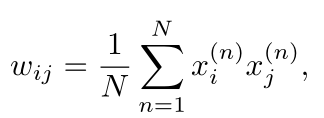 $w_{ij} = \frac{1}{N} \sum_{n=1}^{N} x_i^{(n)} x_j^{(n)},$